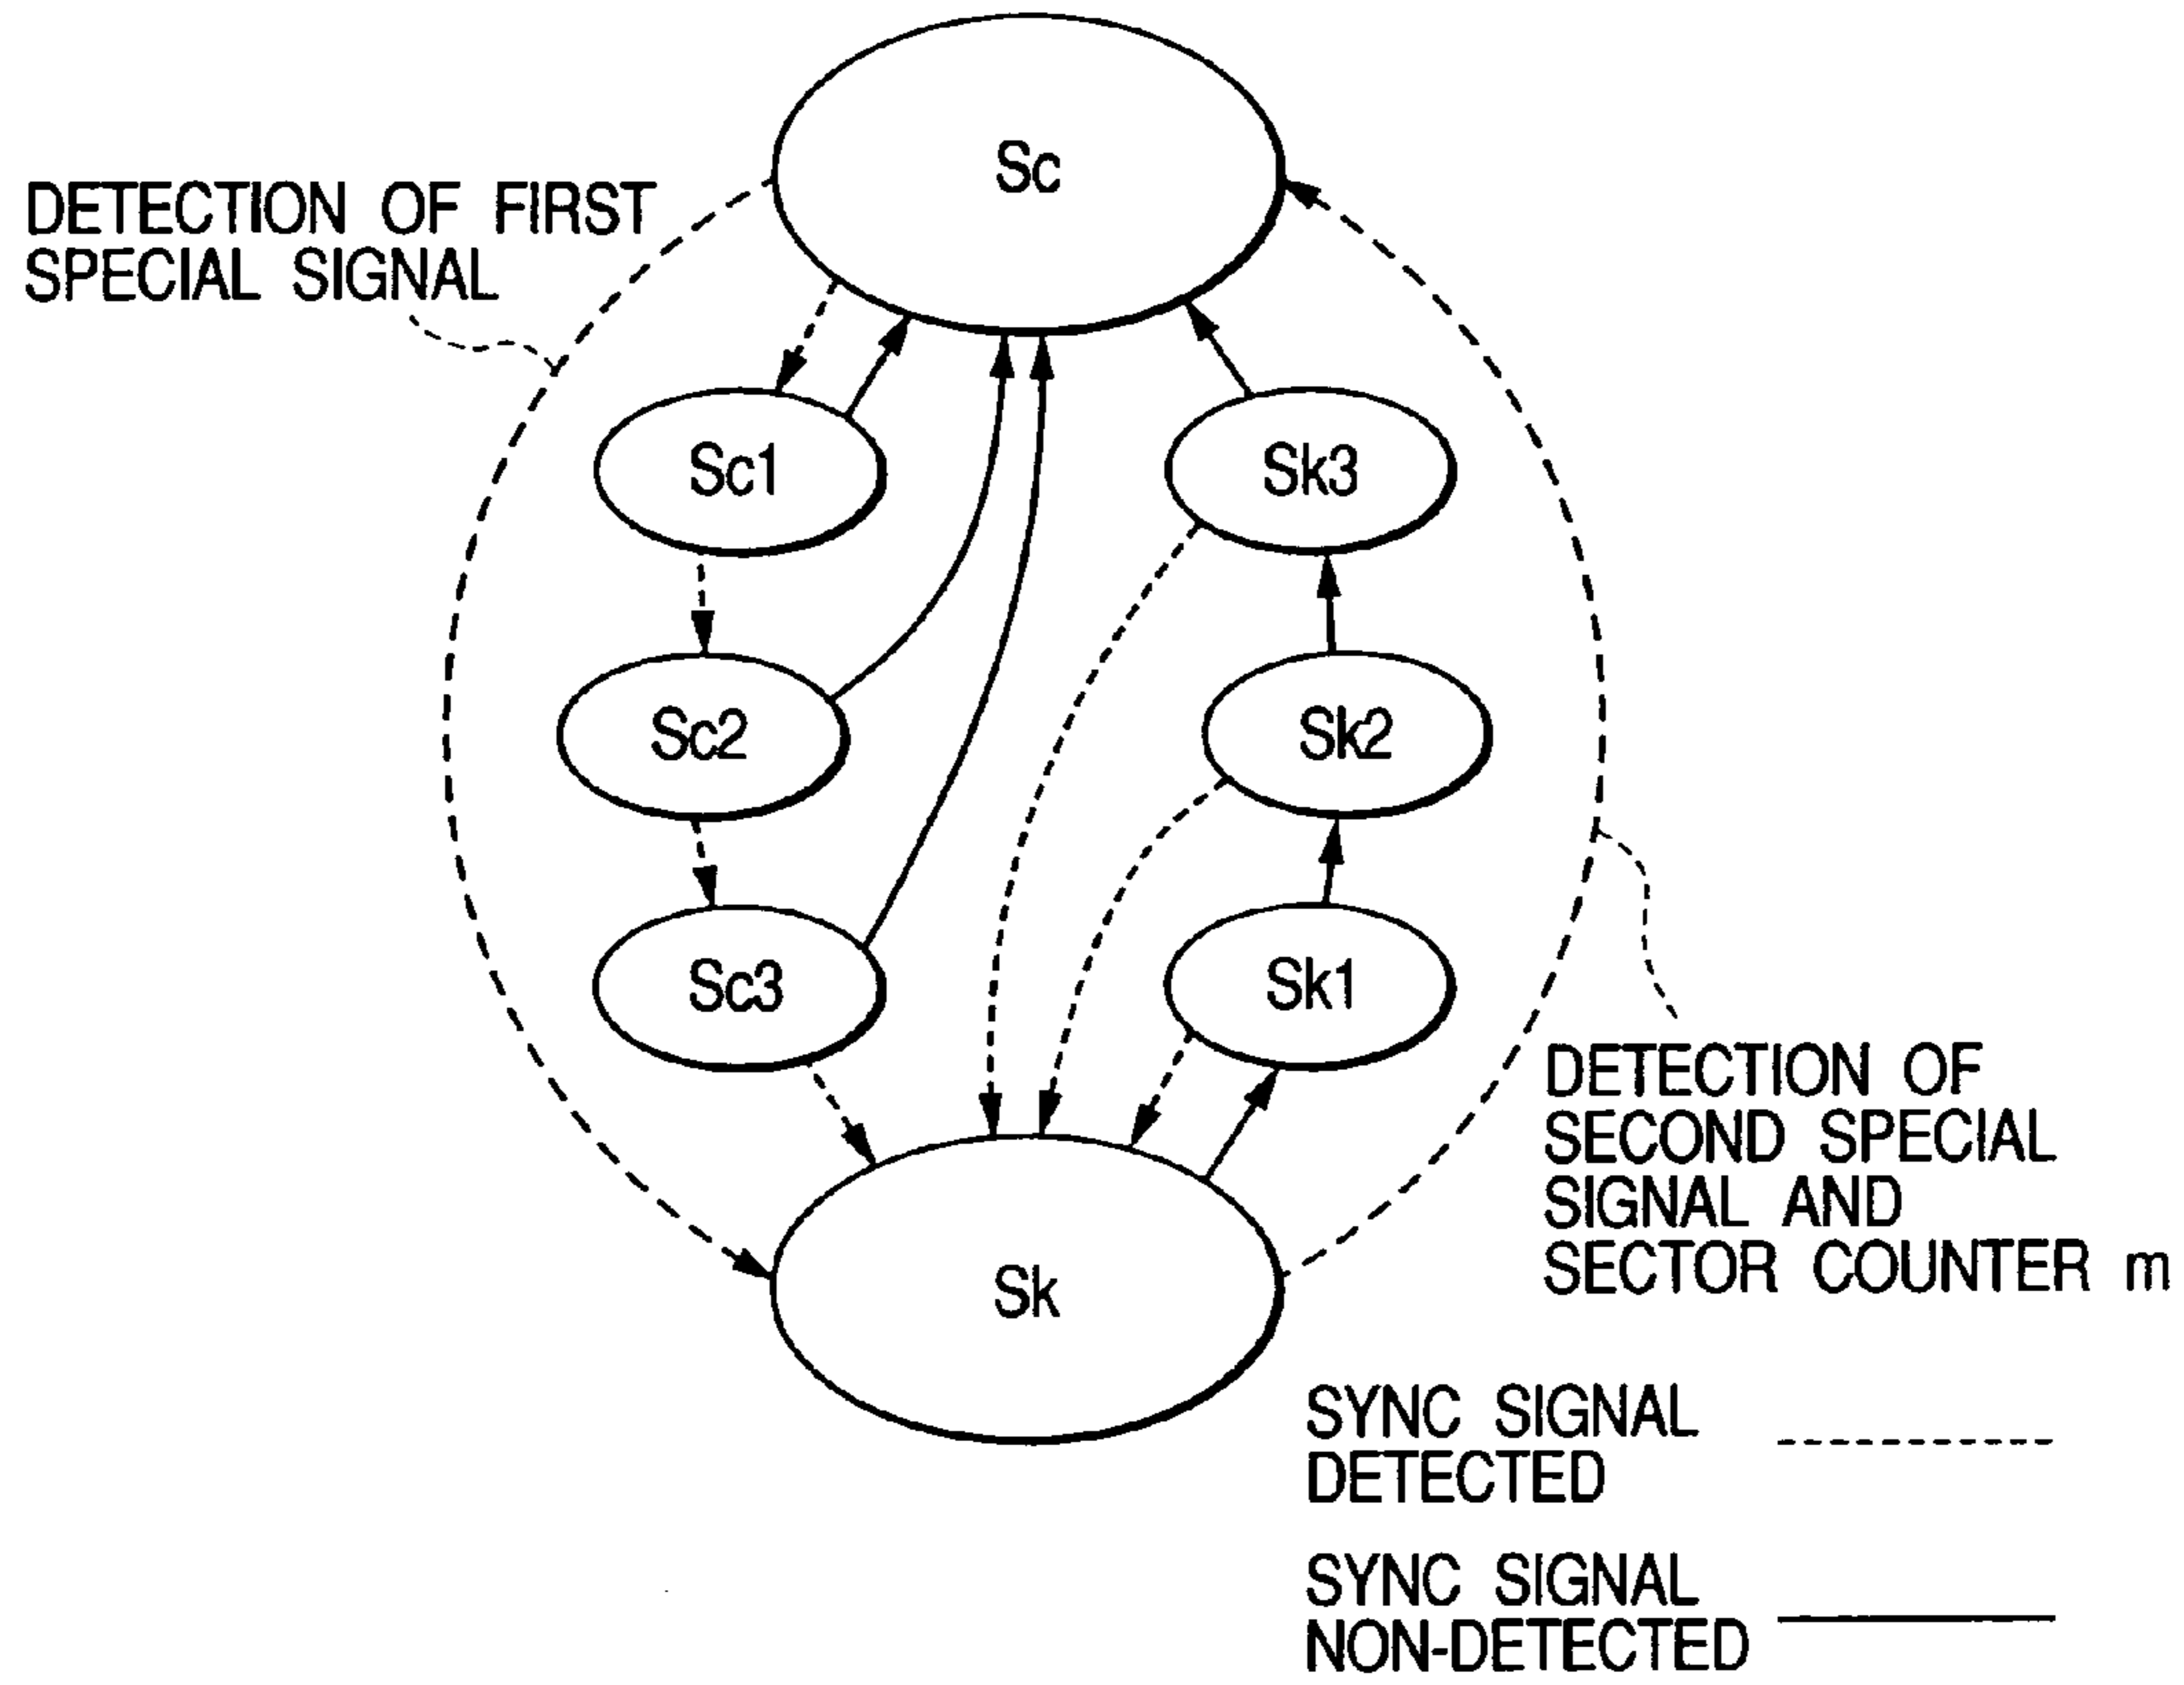 Sc
DETECTION OF FIRST
SPECIAL SIGNAL
Sc1
Sk3
Sc2
Sk2
Sc3
Sk1
DETECTION OF
SECOND SPECIAL
SIGNAL AND
SECTOR COUNTER m
Sk
SYNC SIGNAL
DETECTED
SYNC SIGNAL
NON-DETECTED